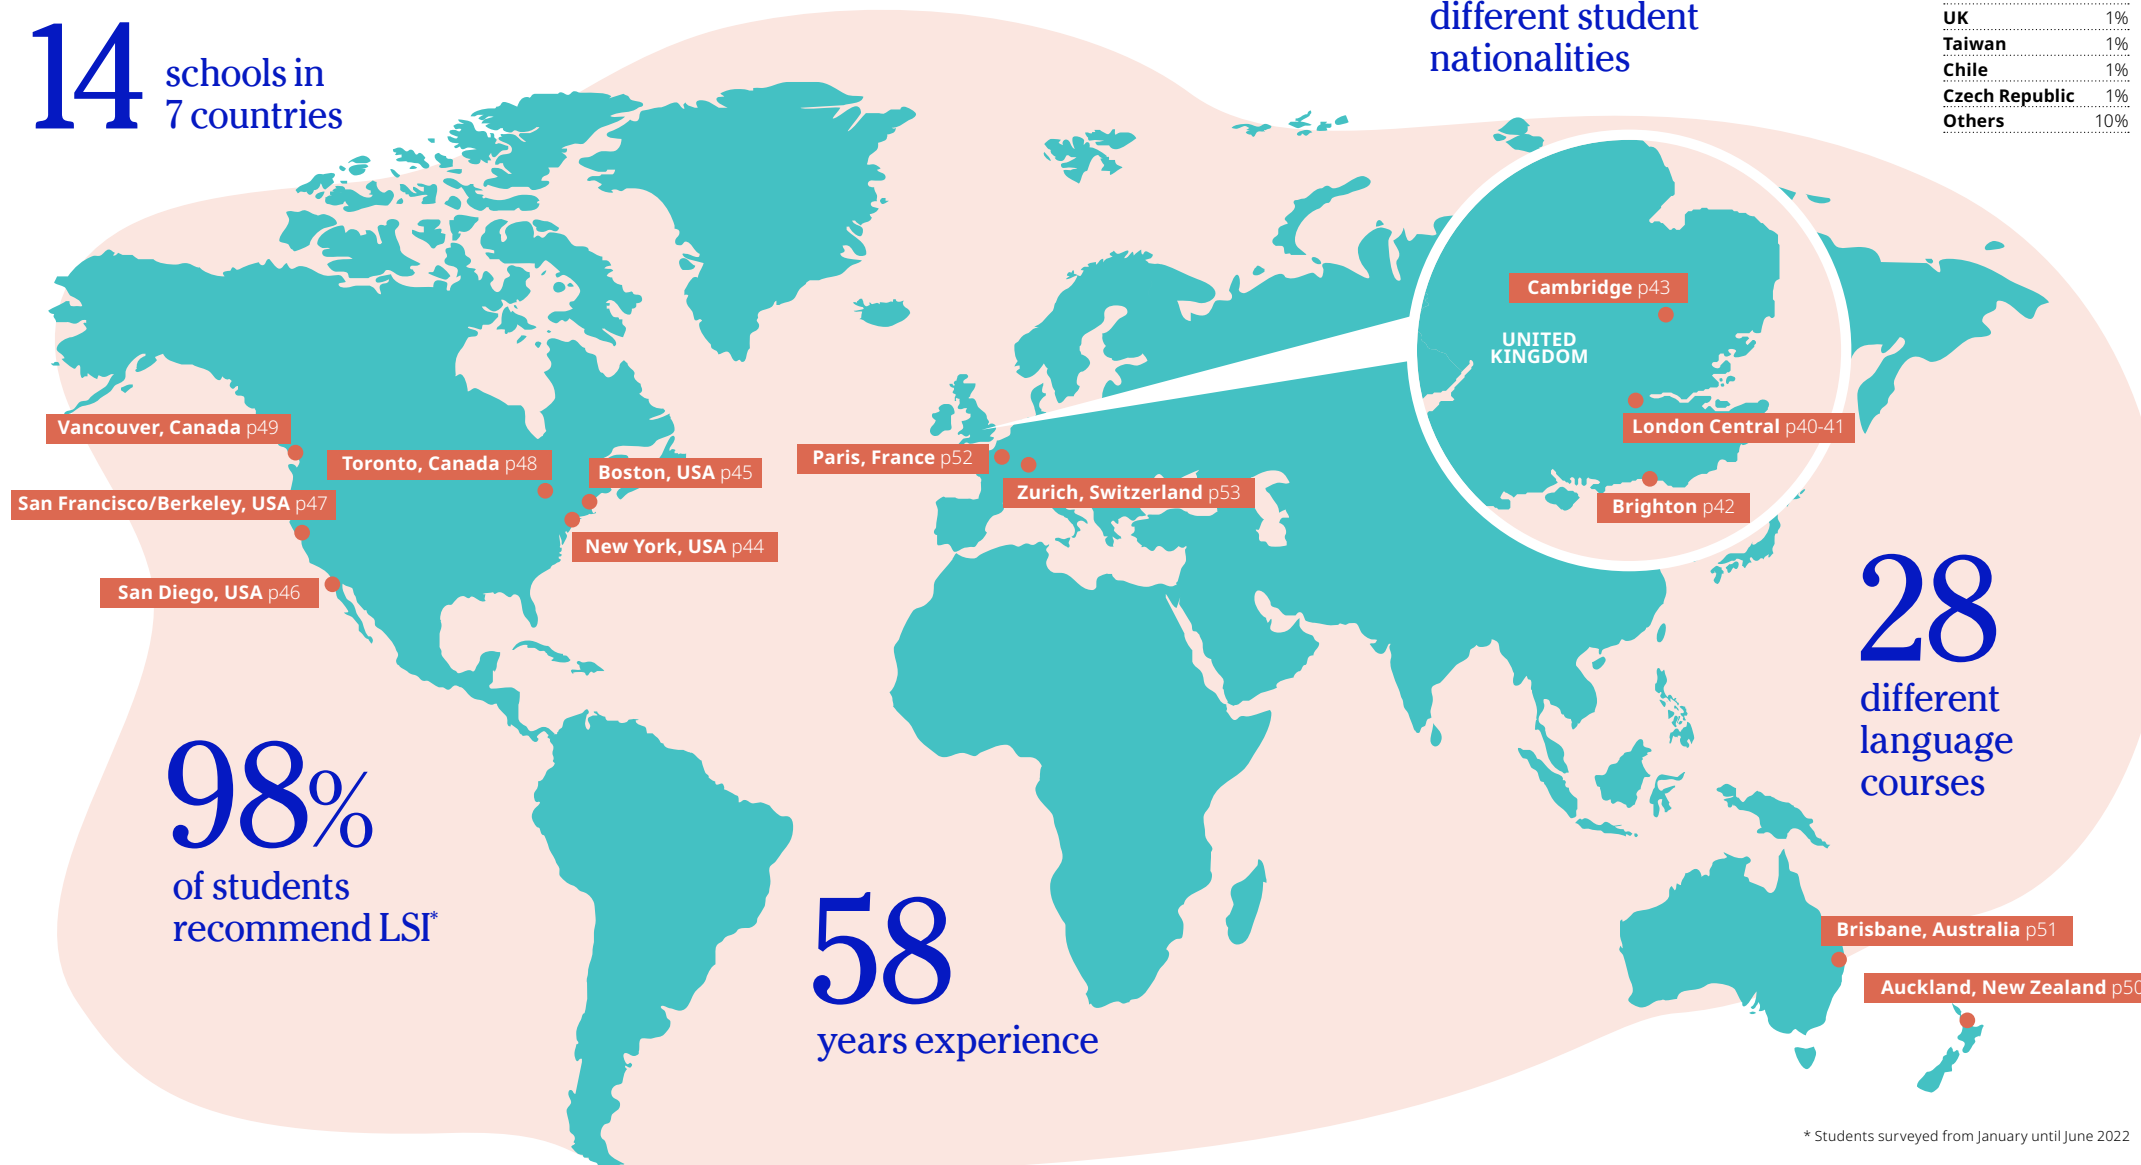 14
schools in
7 countries
different student
nationalities
UK 1%
Taiwan 1%
Chile 1%
Czech Republic 1%
Others 10%
Cambridge p43
UNITED
KINGDOM
London Central p40-41
Brighton p42
Vancouver, Canada p49
Toronto, Canada p48
Boston, USA p45
San Francisco/Berkeley, USA p47
New York, USA p44
San Diego, USA p46
Paris, France p52
Zurich, Switzerland p53
28
different
language
courses
98%
of students
recommend LSI*
58
years experience
Brisbane, Australia p51
Auckland, New Zealand p50
* Students surveyed from January until June 2022